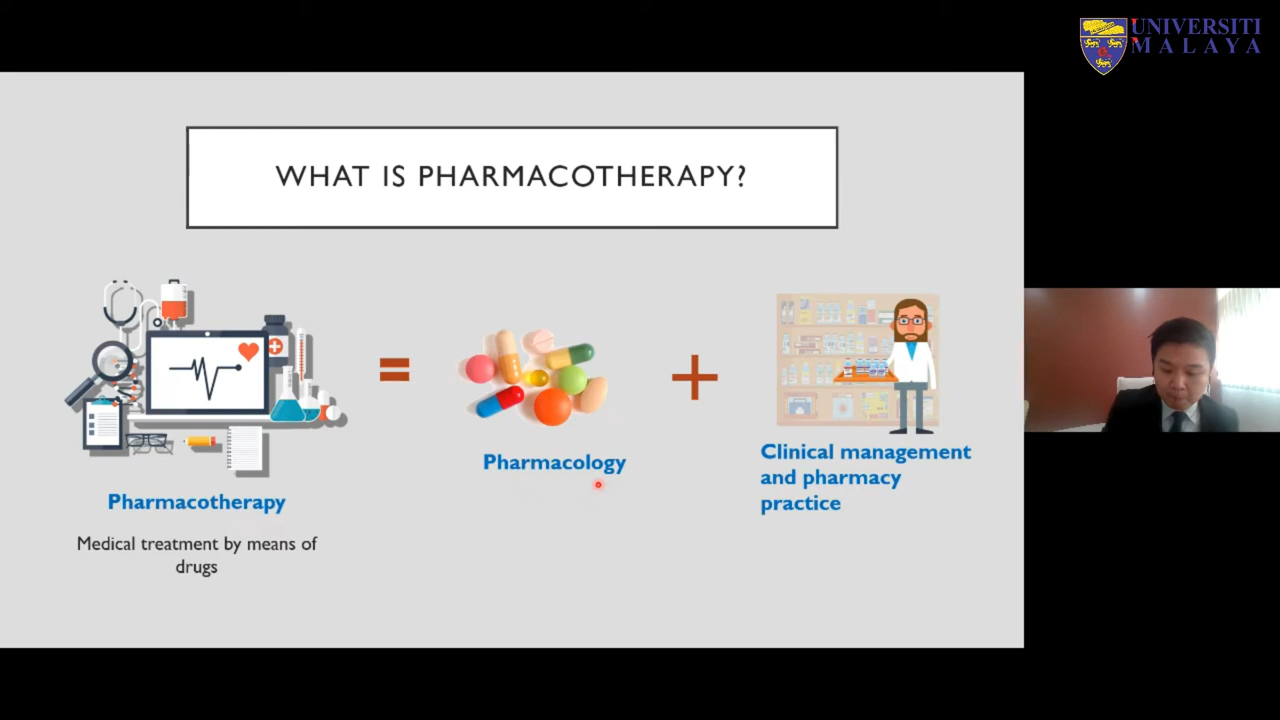 UNIVERSITI
MALAYA
WHAT IS PHARMACOTHERAPY?
=
+
Pharmacology
Clinical management
and pharmacy
practice
Pharmacotherapy
Medical treatment by means of
drugs